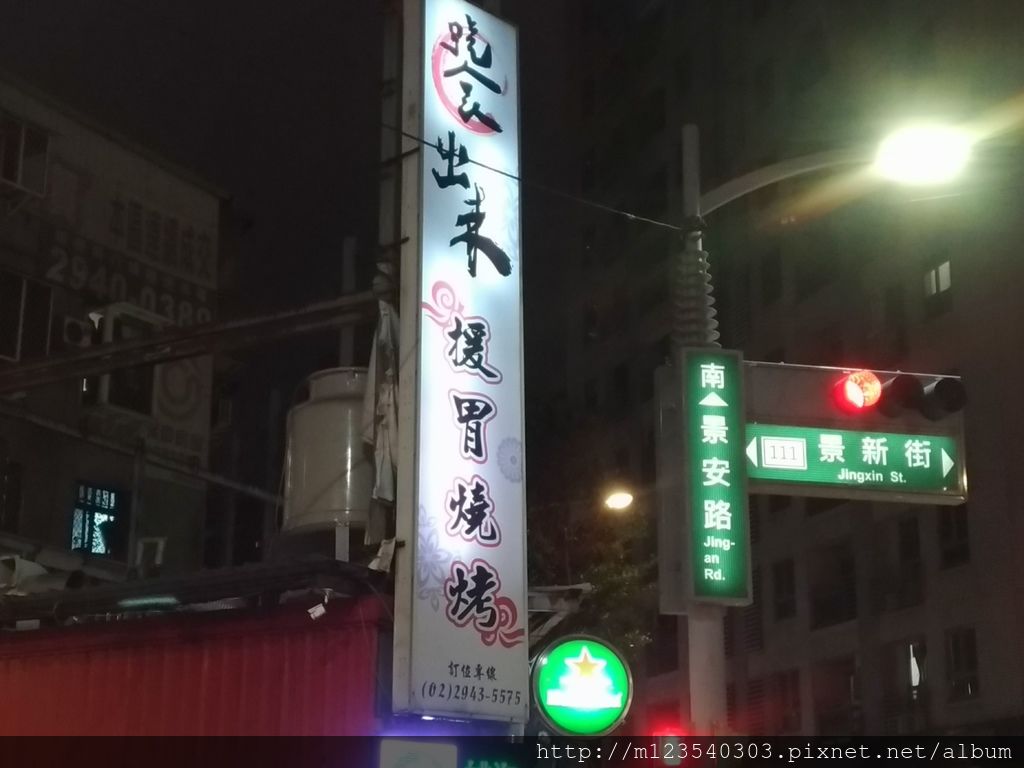 出來
援胃燒烤
訂位專線
(02)2943-5575
南
景安路
Jing-
an
Rd.
111 景新街
Jingxin St.
2940-0389
http://m123540303.pixnet.net/album